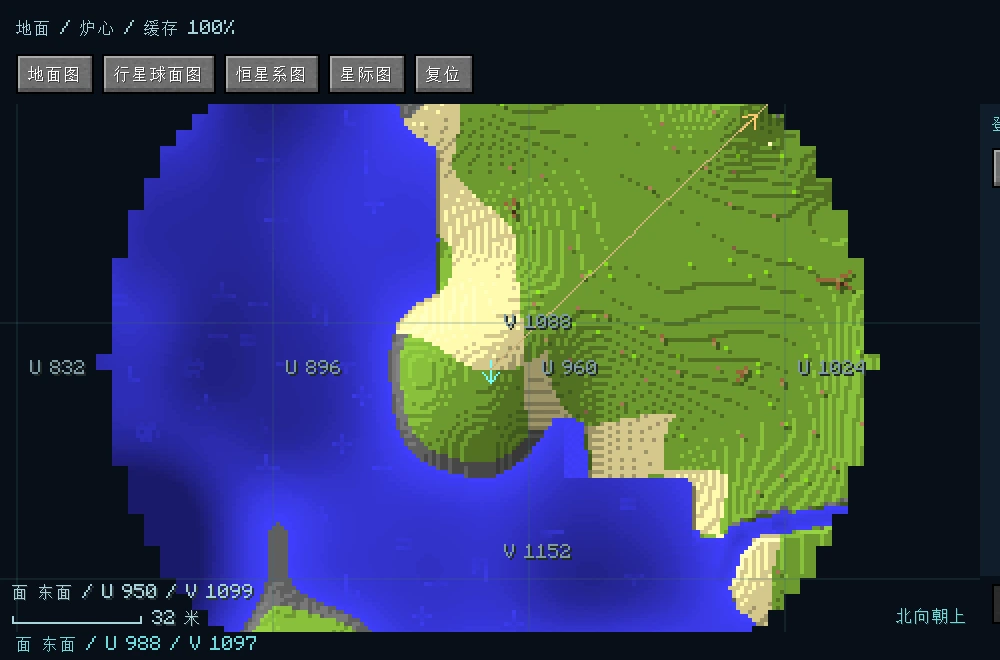 地面 / 炉心 / 缓存 100%
地面图 行星球面图 恒星系图 星际图 复位
V 1088
U 832 U 896 U 960 U 1024
V 1152
面 东面 / U 950 / V 1099
32 米
北向朝上
面 东面 / U 988 / V 1097